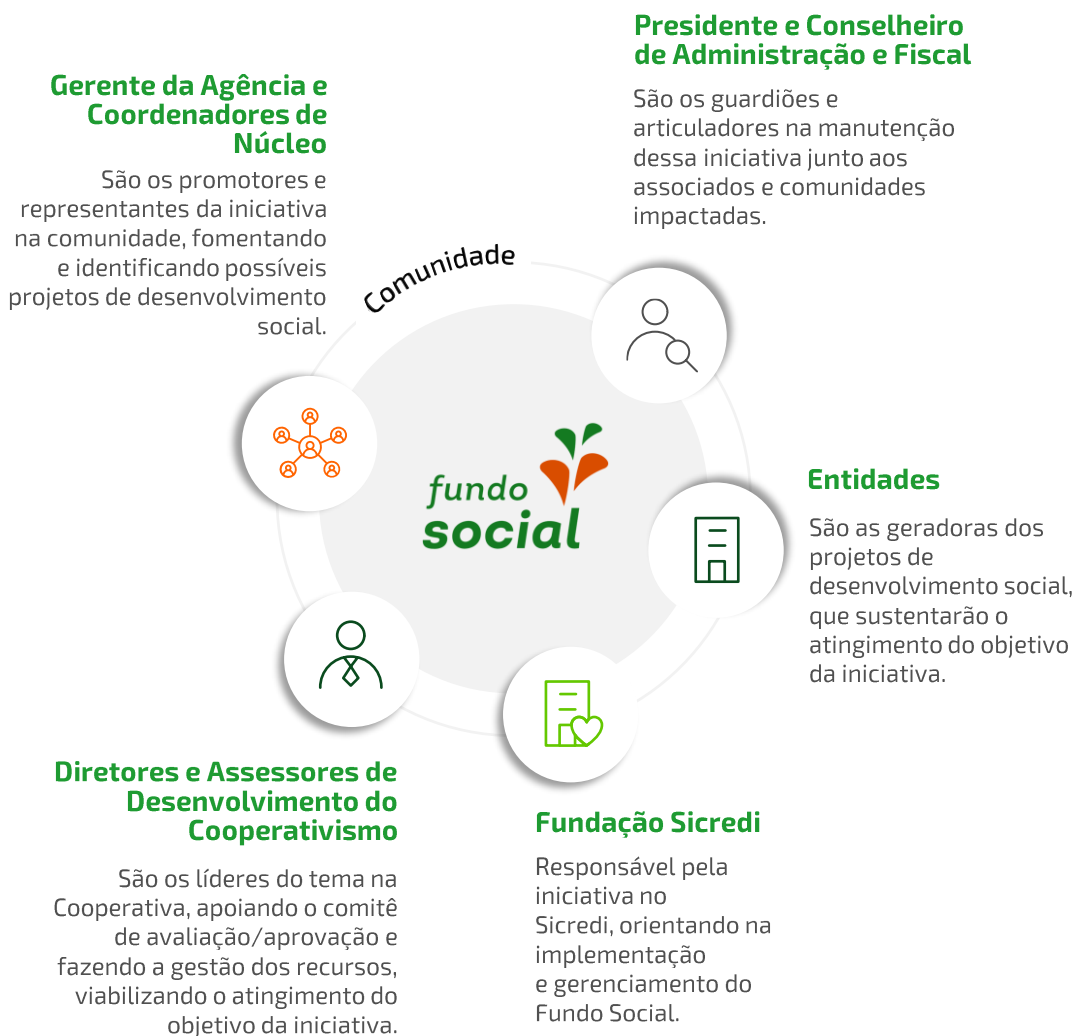 Presidente e Conselheiro
de Administração e Fiscal
São os guardiões e
articuladores na manutenção
dessa iniciativa junto aos
associados e comunidades
impactadas.
Gerente da Agência e
Coordenadores de
Núcleo
São os promotores e
representantes da iniciativa
na comunidade, fomentando
e identificando possíveis
projetos de desenvolvimento
social.
Comunidade
fundo
social
Entidades
São as geradoras dos
projetos de
desenvolvimento social,
que sustentarão o
atingimento do objetivo
da iniciativa.
Diretores e Assessores de
Desenvolvimento do
Cooperativismo
São os líderes do tema na
Cooperativa, apoiando o comitê
de avaliação/aprovação e
fazendo a gestão dos recursos,
viabilizando o atingimento do
objetivo da iniciativa.
Fundação Sicredi
Responsável pela
iniciativa no
Sicredi, orientando na
implementação
e gerenciamento do
Fundo Social.